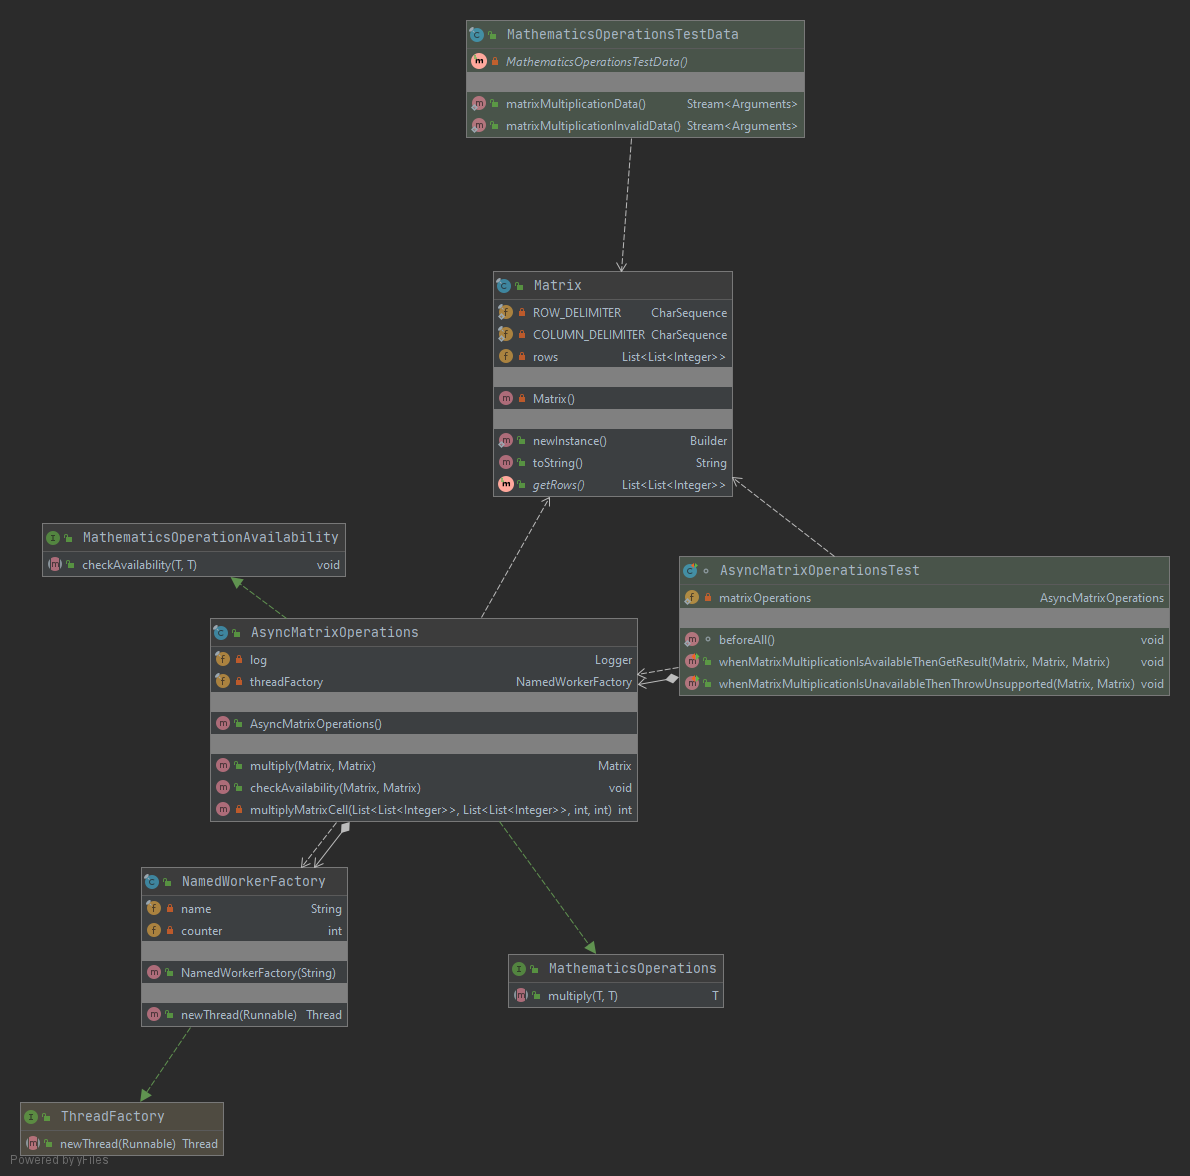 MathematicsOperationsTestData
MathematicsOperationsTestData()
matrixMultiplicationData() Stream<Arguments>
matrixMultiplicationInvalidData() Stream<Arguments>
Matrix
ROW_DELIMITER CharSequence
COLUMN_DELIMITER CharSequence
rows List<List<Integer>>
Matrix()
newInstance() Builder
toString() String
getRows() List<List<Integer>>
MathematicsOperationAvailability
checkAvailability(T, T) void
AsyncMatrixOperationsTest
matrixOperations AsyncMatrixOperations
beforeAll() void
whenMatrixMultiplicationIsAvailableThenGetResult(Matrix, Matrix, Matrix) void
whenMatrixMultiplicationIsUnavailableThenThrowUnsupported(Matrix, Matrix) void
AsyncMatrixOperations
log Logger
threadFactory NamedWorkerFactory
AsyncMatrixOperations()
multiply(Matrix, Matrix) Matrix
checkAvailability(Matrix, Matrix) void
multiplyMatrixCell(List<List<Integer>>, List<List<Integer>>, int, int) int
NamedWorkerFactory
name String
counter int
NamedWorkerFactory(String)
newThread(Runnable) Thread
MathematicsOperations
multiply(T, T) T
ThreadFactory
newThread(Runnable) Thread
Powered by yFiles